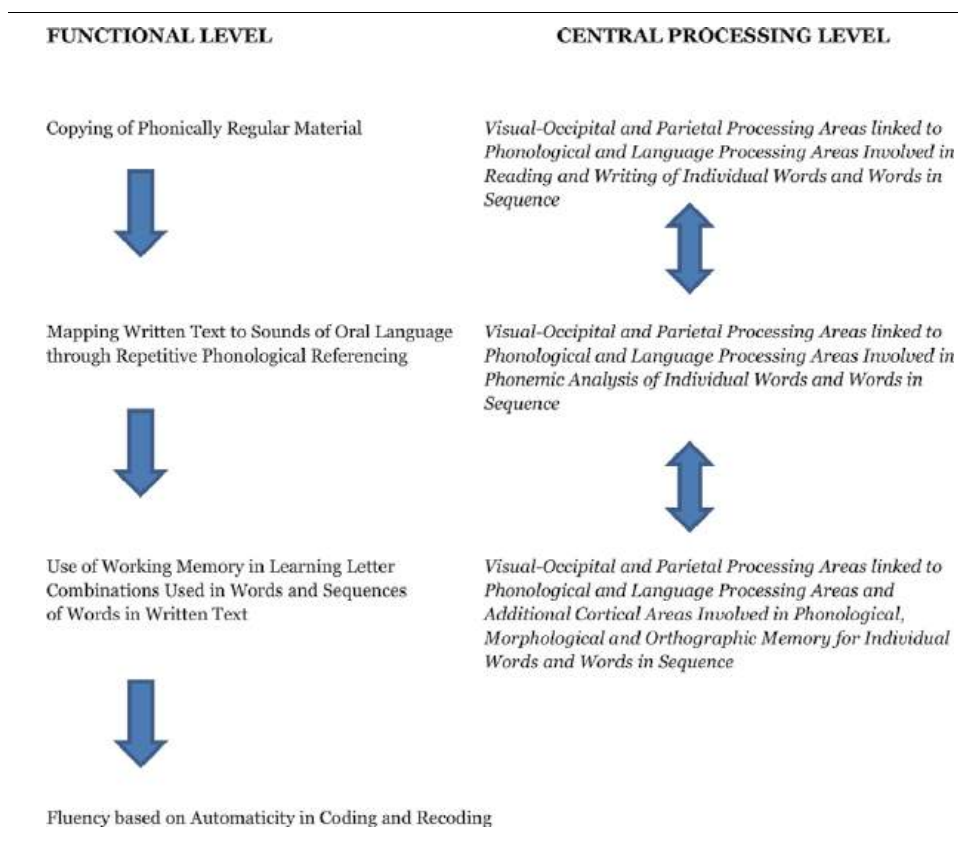 FUNCTIONAL LEVEL
CENTRAL PROCESSING LEVEL
Copying of Phonically Regular Material
Visual-Occipital and Parietal Processing Areas linked to
Phonological and Language Processing Areas Involved in
Reading and Writing of Individual Words and Words in
Sequence
Mapping Written Text to Sounds of Oral Language
through Repetitive Phonological Referencing
Visual-Occipital and Parietal Processing Areas linked to
Phonological and Language Processing Areas Involved in
Phonemic Analysis of Individual Words and Words in
Sequence
Use of Working Memory in Learning Letter
Combinations Used in Words and Sequences
of Words in Written Text
Visual-Occipital and Parietal Processing Areas linked to
Phonological and Language Processing Areas and
Additional Cortical Areas Involved in Phonological,
Morphological and Orthographic Memory for Individual
Words and Words in Sequence
Fluency based on Automaticity in Coding and Recoding